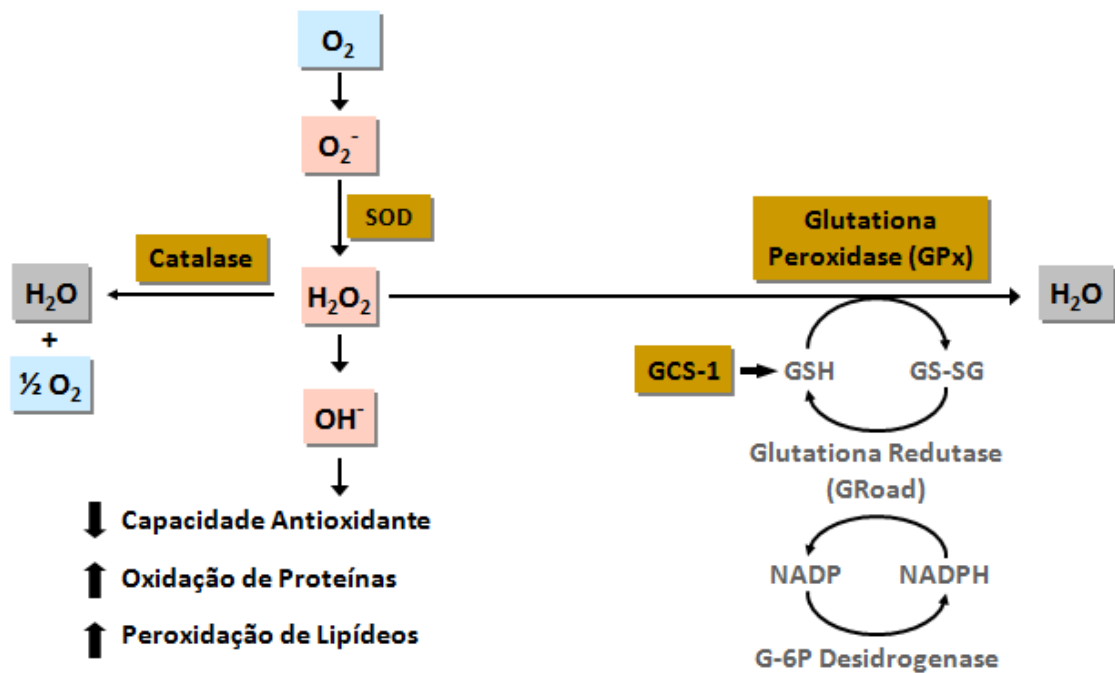 O₂
O₂⁻
SOD
Glutationa
Peroxidase (GPx)
Catalase
H₂O
+
½ O₂
H₂O₂
H₂O
GCS-1
GSH
GS-SG
OH⁻
Glutationa Redutase
(GRoad)
Capacidade Antioxidante
Oxidação de Proteínas
Peroxidação de Lipídeos
NADP
NADPH
G-6P Desidrogenase